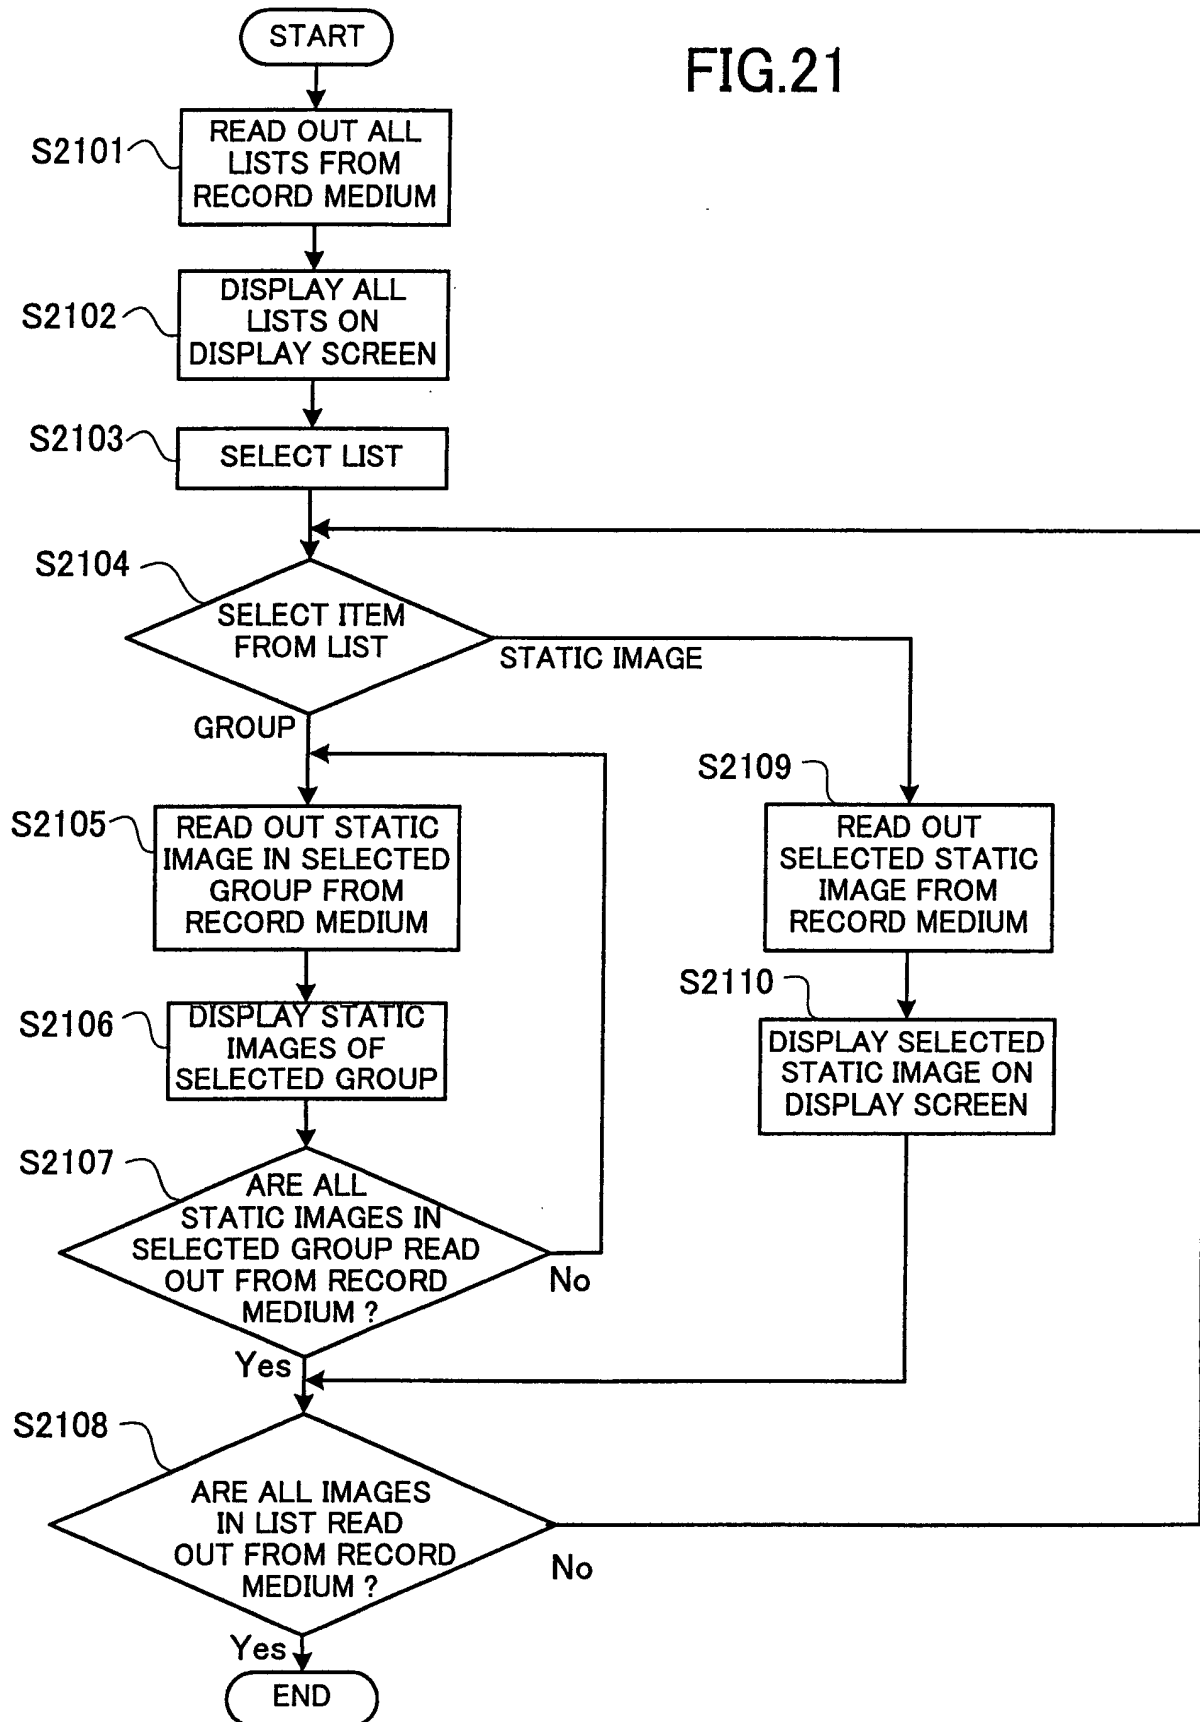 START
FIG.21
S2101
READ OUT ALL
LISTS FROM
RECORD MEDIUM
S2102
DISPLAY ALL
LISTS ON
DISPLAY SCREEN
S2103
SELECT LIST
S2104
SELECT ITEM
FROM LIST
STATIC IMAGE
GROUP
S2105
READ OUT STATIC
IMAGE IN SELECTED
GROUP FROM
RECORD MEDIUM
S2109
READ OUT
SELECTED STATIC
IMAGE FROM
RECORD MEDIUM
S2106
DISPLAY STATIC
IMAGES OF
SELECTED GROUP
S2110
DISPLAY SELECTED
STATIC IMAGE ON
DISPLAY SCREEN
S2107
ARE ALL
STATIC IMAGES IN
SELECTED GROUP READ
OUT FROM RECORD
MEDIUM ?
No
Yes
S2108
ARE ALL IMAGES
IN LIST READ
OUT FROM RECORD
MEDIUM ?
No
Yes
END